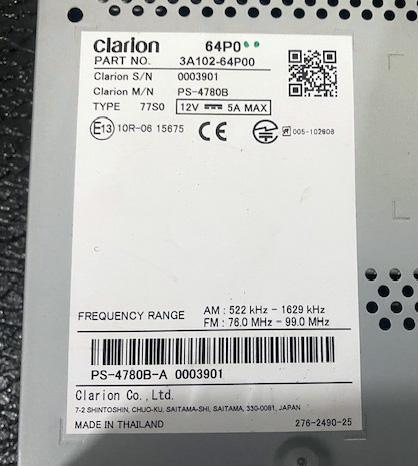 Clarion 64P0
PART NO. 3A102-64P00
Clarion S/N 0003901
Clarion M/N PS-4780B
TYPE 77S0 12V 5A MAX
E13 10R-06 15675 CE R 005-102808
FREQUENCY RANGE AM : 522 kHz - 1629 kHz
FM : 76.0 MHz - 99.0 MHz
PS-4780B-A 0003901
Clarion Co., Ltd.
7-2 SHINTOSHIN, CHUO-KU, SAITAMA-SHI, SAITAMA, 330-0081, JAPAN
MADE IN THAILAND 276-2490-25